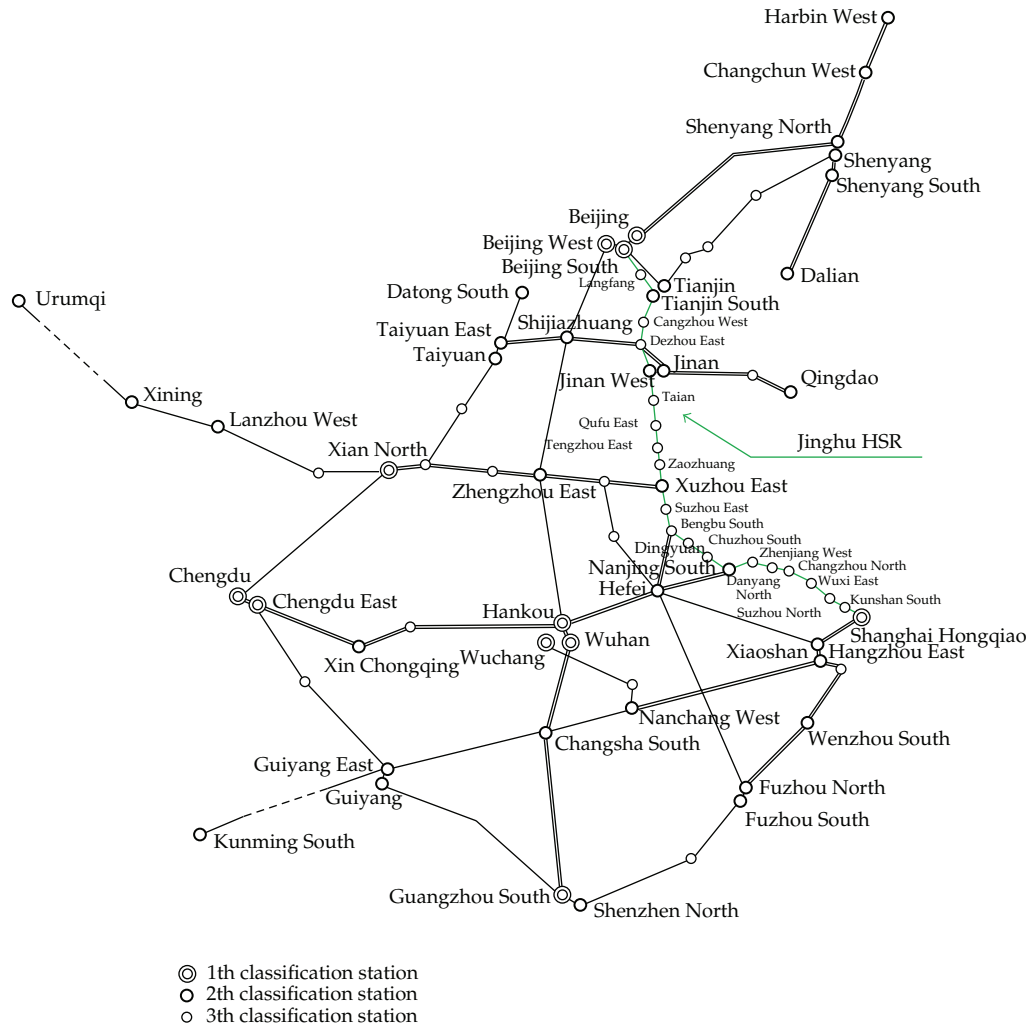 Harbin West
Changchun West
Shenyang North
Shenyang
Shenyang South
Beijing
Beijing West
Beijing South
Langfang
Tianjin
Dalian
Urumqi
Datong South
Tianjin South
Shijiazhuang
Cangzhou West
Taiyuan East
Dezhou East
Taiyuan
Jinan
Jinan West
Qingdao
Xining
Taian
Lanzhou West
Qufu East
Jinghu HSR
Tengzhou East
Xian North
Zaozhuang
Zhengzhou East
Xuzhou East
Suzhou East
Bengbu South
Chuzhou South
Dingyuan
Zhenjiang West
Nanjing South
Changzhou North
Chengdu
Danyang
North
Wuxi East
Hefei
Chengdu East
Kunshan South
Hankou
Suzhou North
Shanghai Hongqiao
Wuhan
Xiaoshan
Hangzhou East
Xin Chongqing
Wuchang
Nanchang West
Wenzhou South
Changsha South
Guiyang East
Fuzhou North
Guiyang
Fuzhou South
Kunming South
Guangzhou South
Shenzhen North
1th classification station
2th classification station
3th classification station